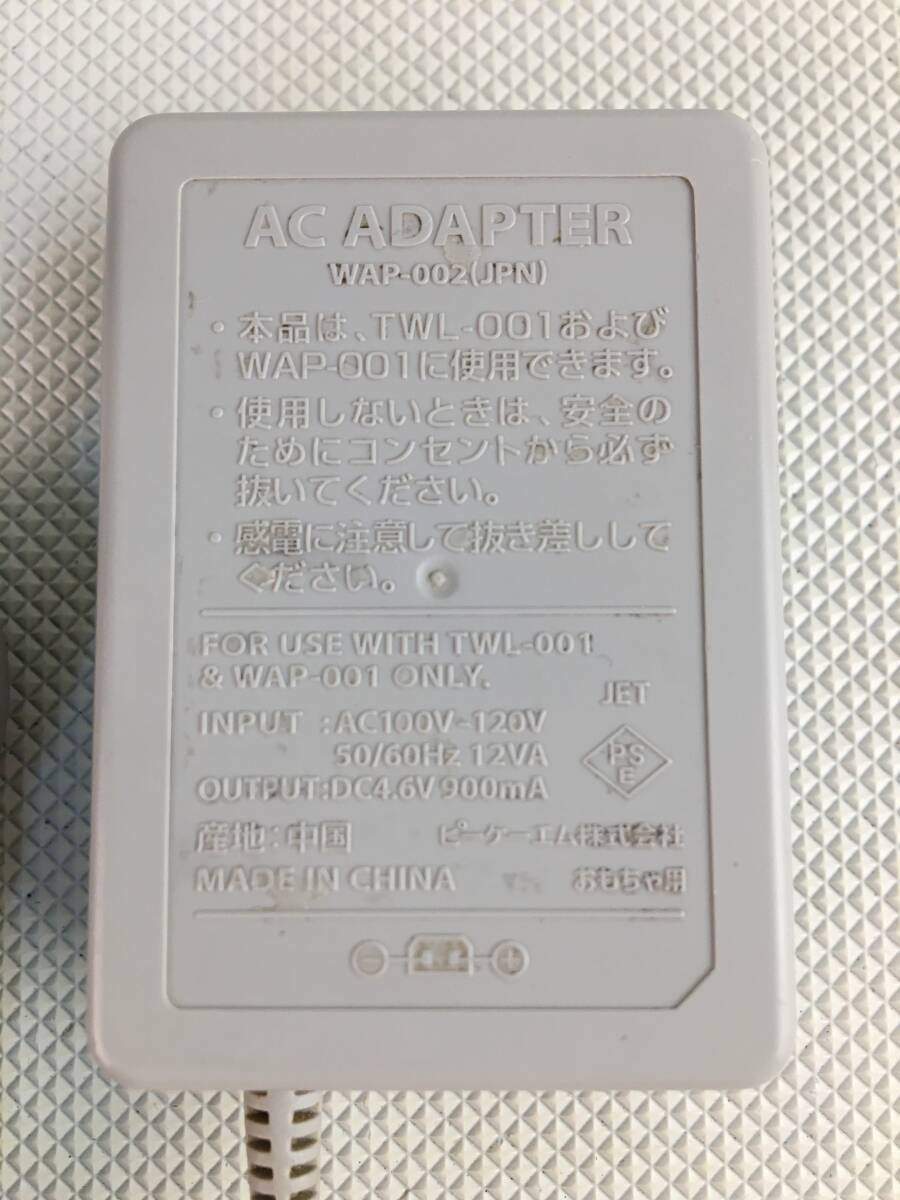 AC ADAPTER
WAP-002(JPN)
・本品は、TWL-001および
WAP-001に使用できます。
・使用しないときは、安全の
ためにコンセントから必ず
抜いてください。
・感電に注意して抜き差しして
ください。
FOR USE WITH TWL-001
& WAP-001 ONLY.
JET
INPUT :AC100V-120V
50/60Hz 12VA
PS
E
OUTPUT:DC4.6V 900mA
産地:中国 ピーケーエム株式会社
MADE IN CHINA おもちゃ用